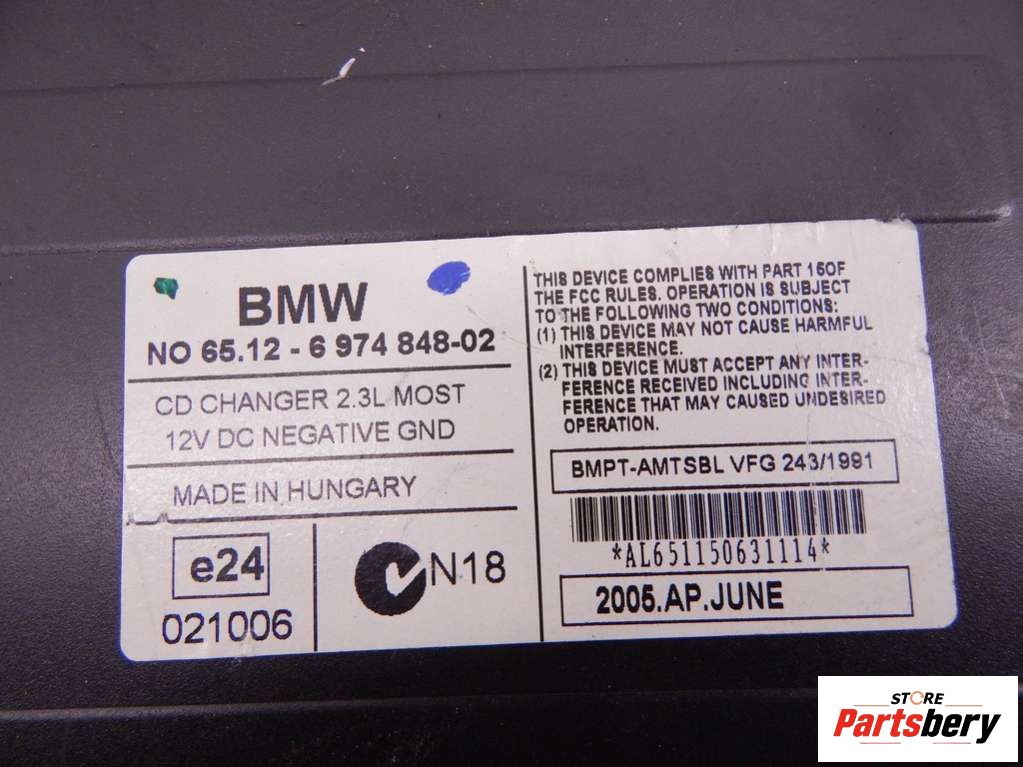 BMW
NO 65.12 - 6 974 848-02
CD CHANGER 2.3L MOST
12V DC NEGATIVE GND
MADE IN HUNGARY
e24
021006
N18
THIS DEVICE COMPLIES WITH PART 15OF
THE FCC RULES. OPERATION IS SUBJECT
TO THE FOLLOWING TWO CONDITIONS:
(1) THIS DEVICE MAY NOT CAUSE HARMFUL
INTERFERENCE.
(2) THIS DEVICE MUST ACCEPT ANY INTER-
FERENCE RECEIVED INCLUDING INTER-
FERENCE THAT MAY CAUSED UNDESIRED
OPERATION.
BMPT-AMTSBL VFG 243/1991
*AL651150631114*
2005.AP.JUNE
STORE
Partsbery